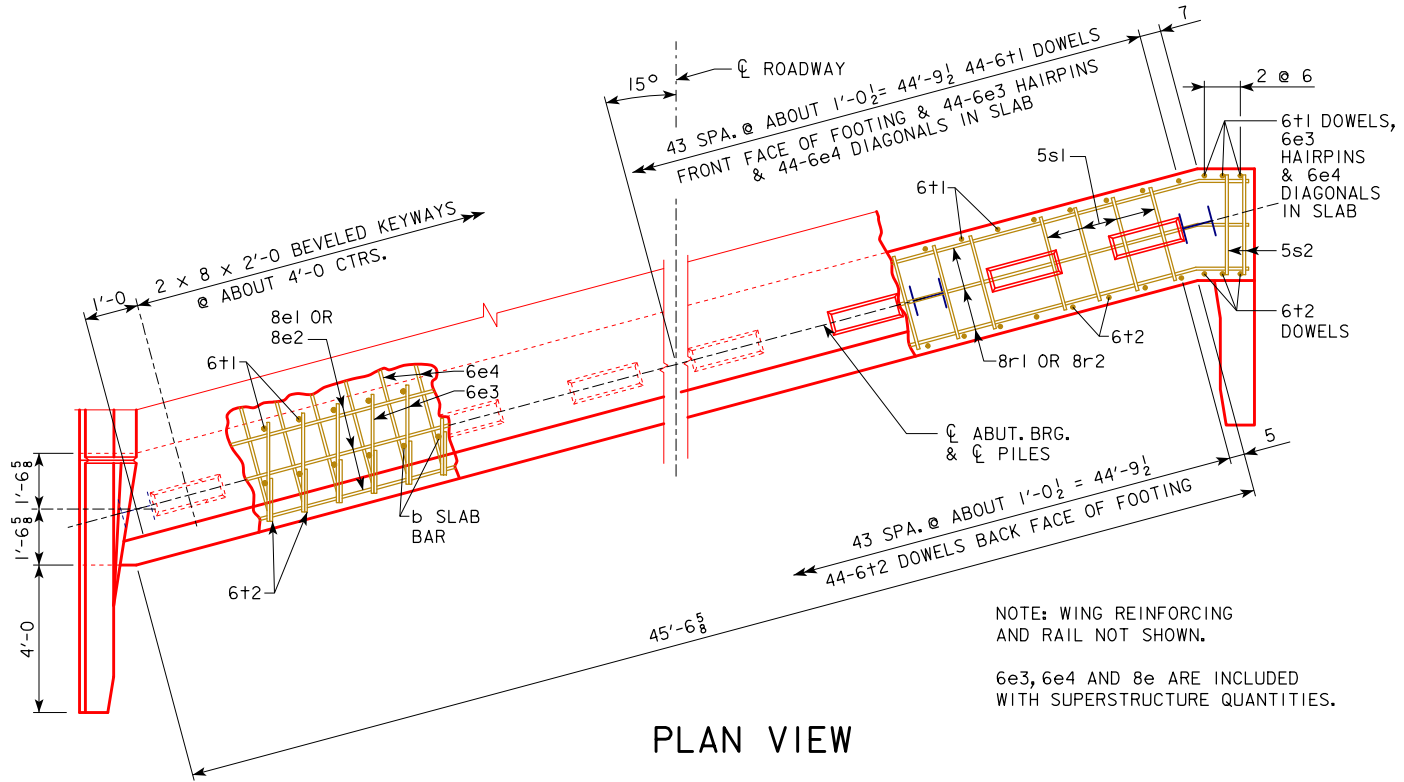 7
15°
℄ ROADWAY
43 SPA. @ ABOUT 1'-0½= 44'-9½ 44-6t1 DOWELS
FRONT FACE OF FOOTING & 44-6e3 HAIRPINS
& 44-6e4 DIAGONALS IN SLAB
2 @ 6
6t1 DOWELS,
6e3
HAIRPINS
& 6e4
DIAGONALS
IN SLAB
5s1
6t1
2 x 8 x 2'-0 BEVELED KEYWAYS
@ ABOUT 4'-0 CTRS.
1'-0
5s2
6t2
DOWELS
8e1 OR
8e2
6t1
6e4
6e3
6t2
8r1 OR 8r2
℄ ABUT. BRG.
& ℄ PILES
5
1'-6⅝
1'-6⅝
b SLAB
BAR
43 SPA. @ ABOUT 1'-0½ = 44'-9½
44-6t2 DOWELS BACK FACE OF FOOTING
6t2
4'-0
45'-6⅝
NOTE: WING REINFORCING
AND RAIL NOT SHOWN.
6e3, 6e4 AND 8e ARE INCLUDED
WITH SUPERSTRUCTURE QUANTITIES.
PLAN VIEW